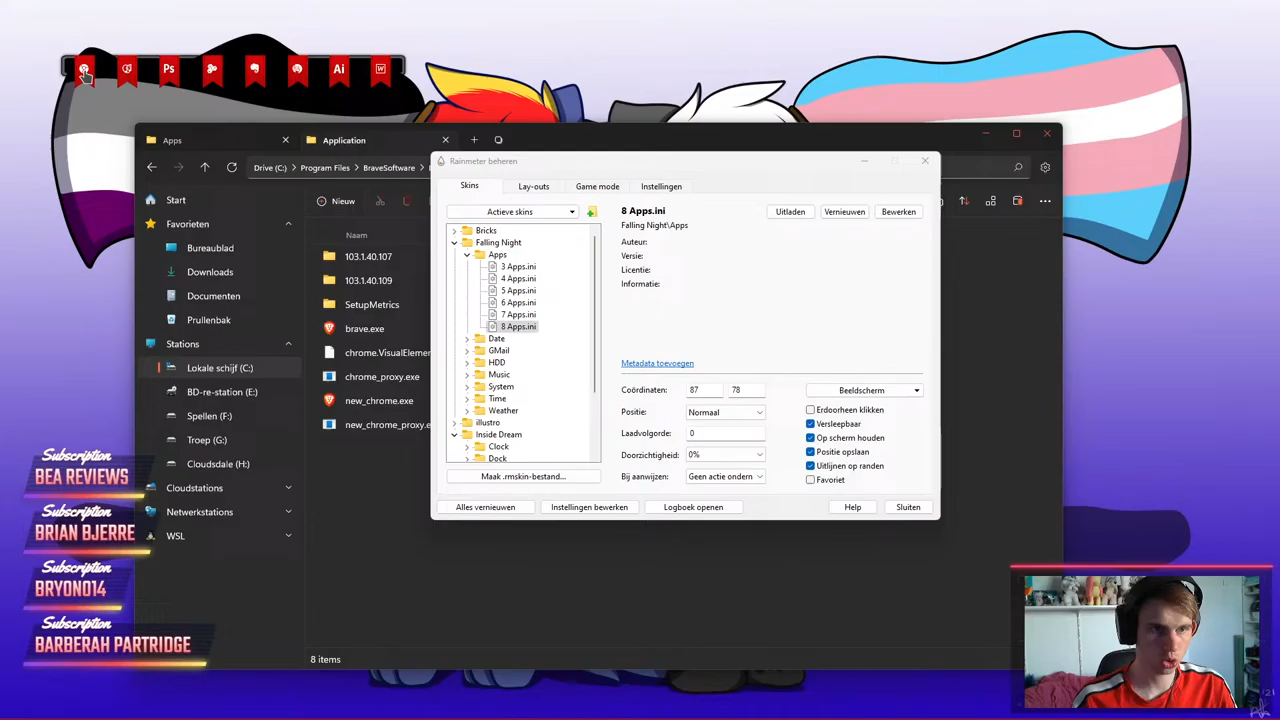 Ps
Ai
W
Apps
Application
Drive (C:)
Program Files
BraveSoftware
Start
Favorieten
Bureaublad
Downloads
Documenten
Prullenbak
Stations
Lokale schijf (C:)
BD-re-station (E:)
Spellen (F:)
Troep (G:)
Cloudsdale (H:)
Cloudstations
Netwerkstations
WSL
Nieuw
Naam
103.1.40.107
103.1.40.109
SetupMetrics
brave.exe
chrome.VisualElemen
chrome_proxy.exe
new_chrome.exe
new_chrome_proxy.e
8 items
Rainmeter beheren
Skins
Lay-outs
Game mode
Instellingen
Actieve skins
Bricks
Falling Night
Apps
3 Apps.ini
4 Apps.ini
5 Apps.ini
6 Apps.ini
7 Apps.ini
8 Apps.ini
Date
GMail
HDD
Music
System
Time
Weather
illustro
Inside Dream
Clock
Dock
Maak .rmskin-bestand...
8 Apps.ini
Falling Night\Apps
Uitladen
Vernieuwen
Bewerken
Auteur:
Versie:
Licentie:
Informatie:
Metadata toevoegen
Coördinaten:
87
78
Beeldscherm
Positie:
Normaal
Laadvolgorde:
0
Doorzichtigheid:
0%
Bij aanwijzen:
Geen actie ondern
Erdoorheen klikken
Versleepbaar
Op scherm houden
Positie opslaan
Uitlijnen op randen
Favoriet
Alles vernieuwen
Instellingen bewerken
Logboek openen
Help
Sluiten
Subscription
BEA REVIEWS
Subscription
BRIAN BJERRE
Subscription
BRYONO14
Subscription
BARBERAH PARTRIDGE